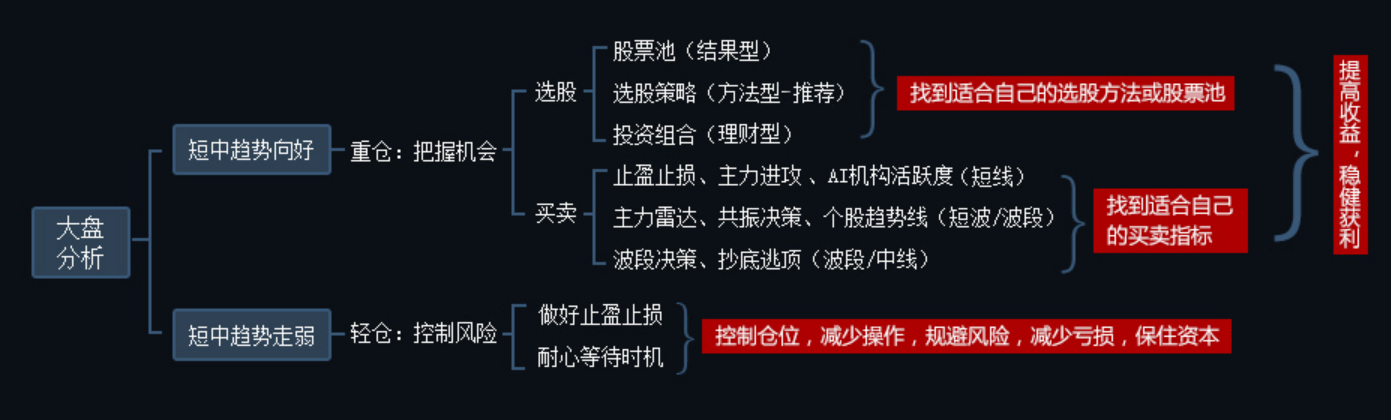 大盘
分析
短中趋势向好
重仓：把握机会
选股
股票池（结果型）
选股策略（方法型-推荐）
投资组合（理财型）
找到适合自己的选股方法或股票池
买卖
止盈止损、主力进攻、AI机构活跃度（短线）
主力雷达、共振决策、个股趋势线（短波/波段）
波段决策、抄底逃顶（波段/中线）
找到适合自己
的买卖指标
提高收益，稳健获利
短中趋势走弱
轻仓：控制风险
做好止盈止损
耐心等待时机
控制仓位，减少操作，规避风险，减少亏损，保住资本